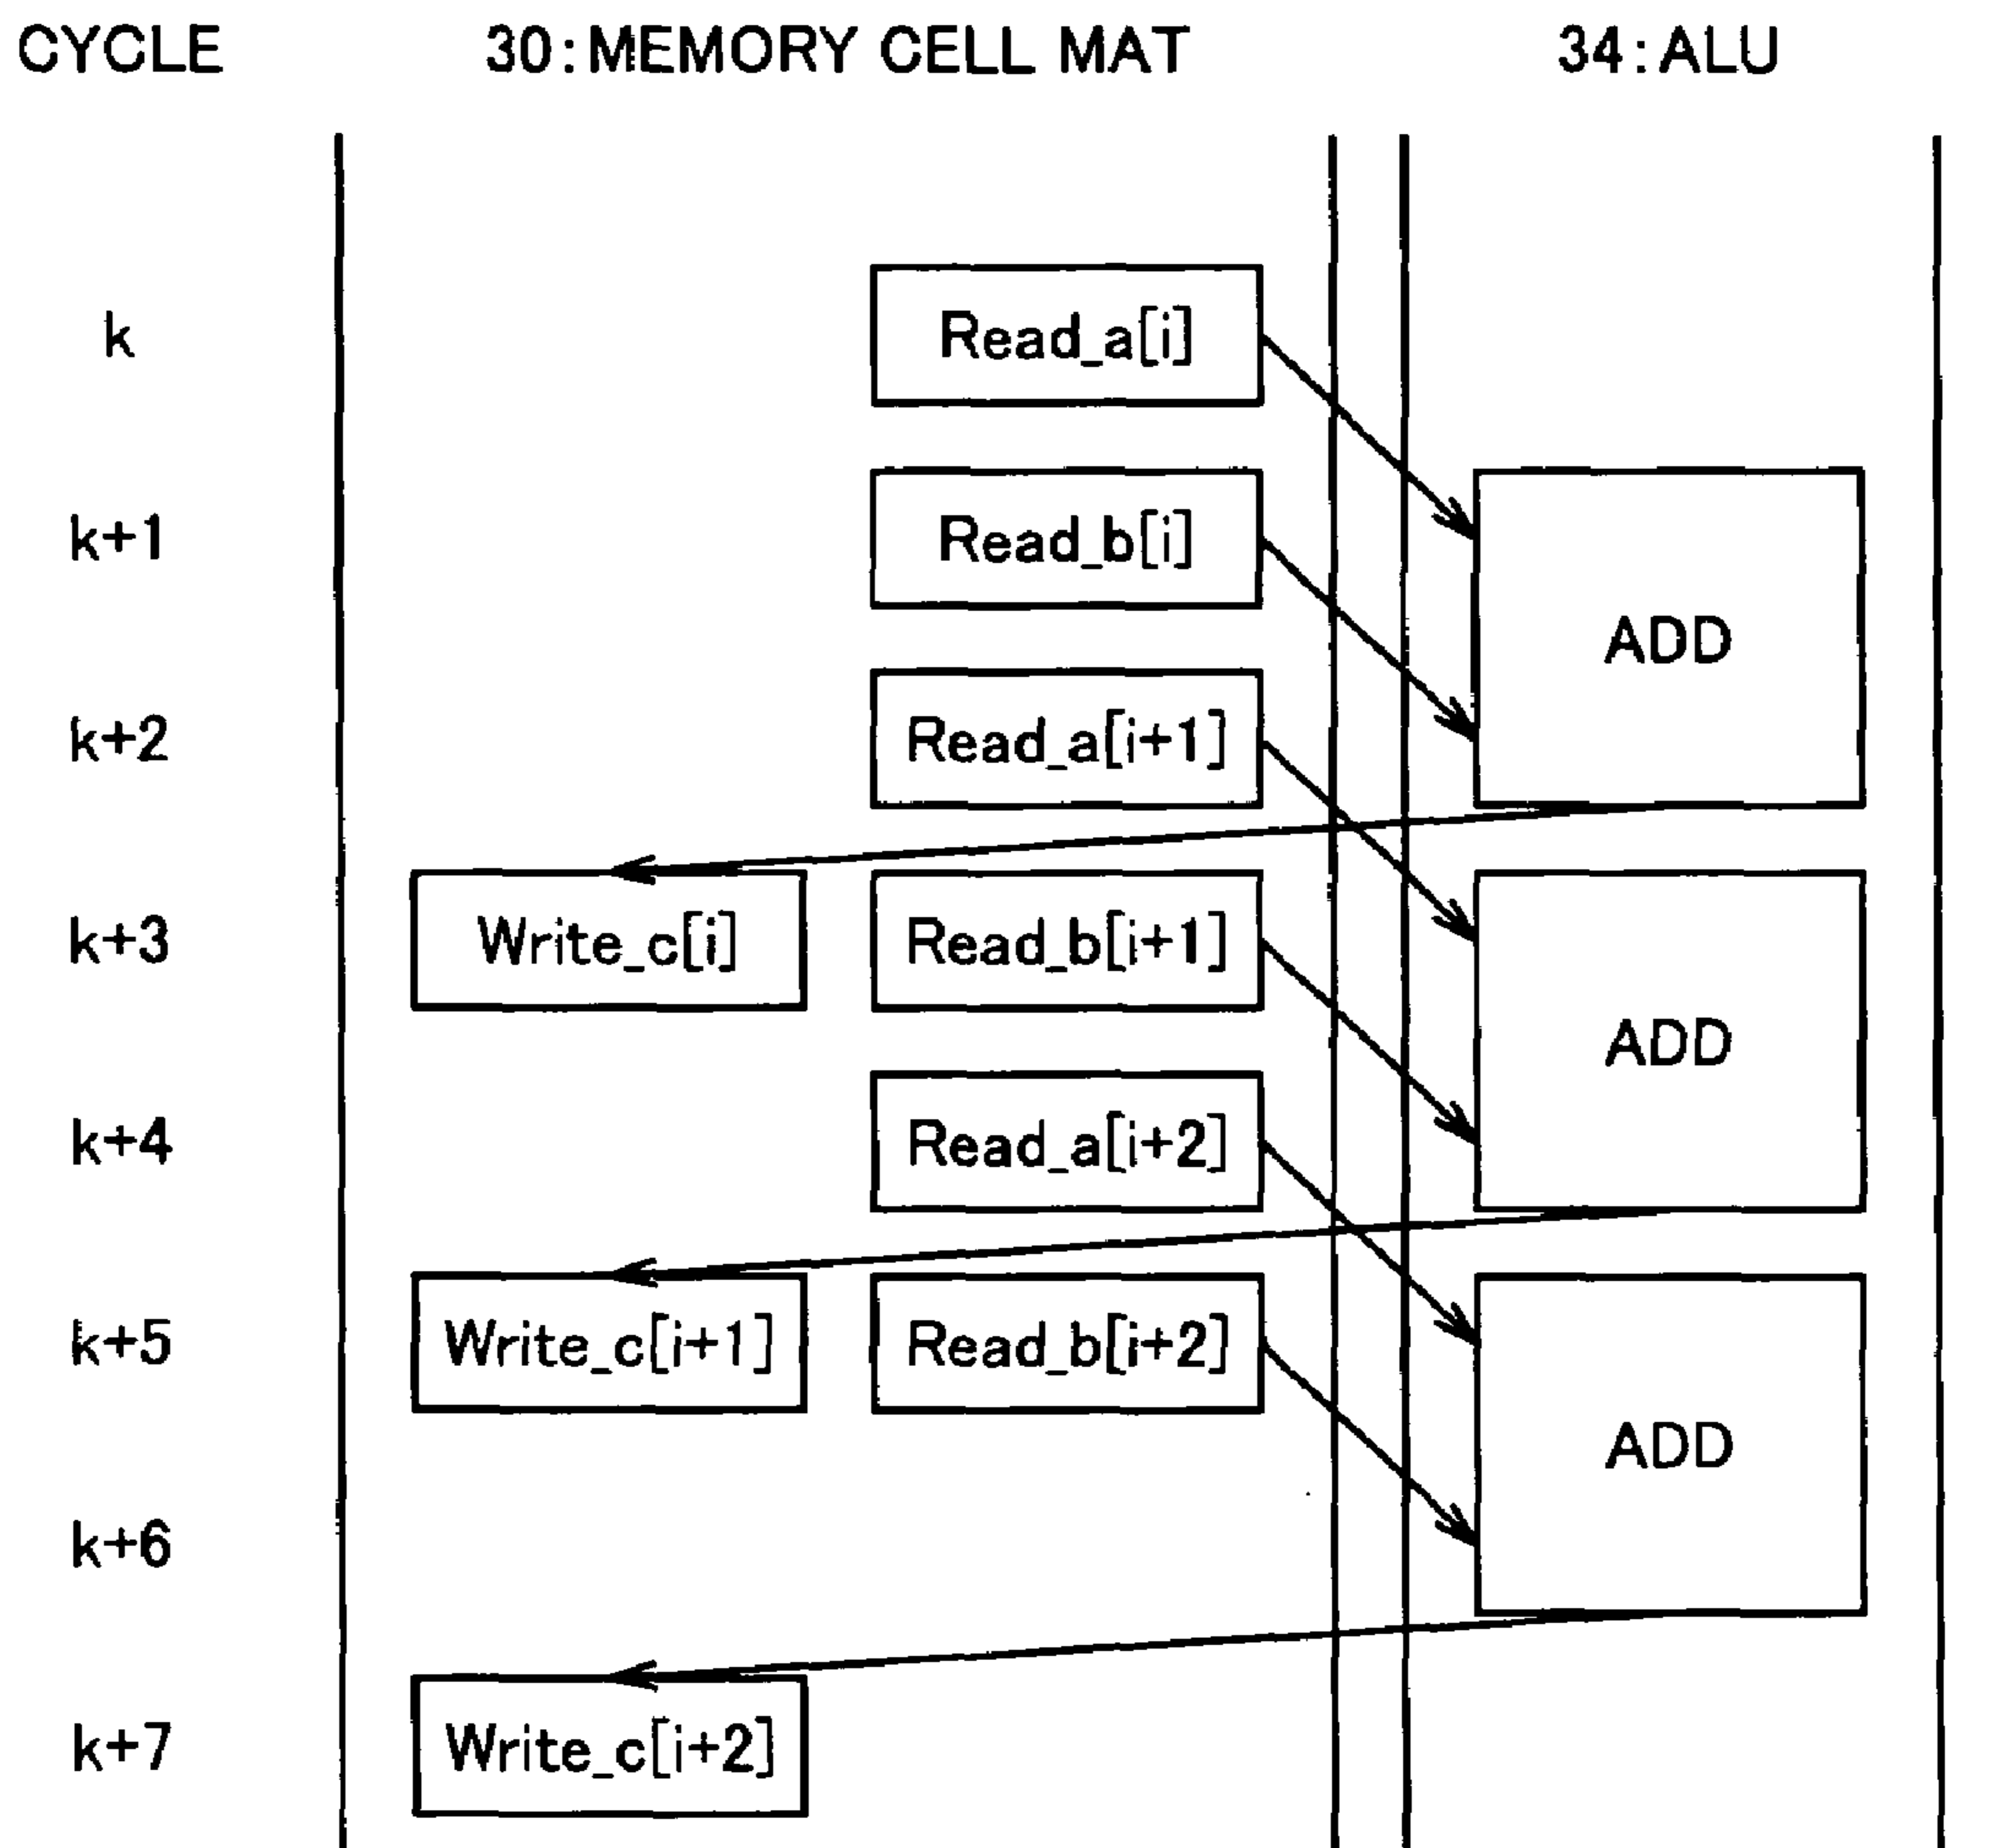 CYCLE 30:MEMORY CELL MAT 34:ALU
k Read_a[i]
k+1 Read_b[i]
ADD
k+2 Read_a[i+1]
k+3 Write_c[i] Read_b[i+1]
ADD
k+4 Read_a[i+2]
k+5 Write_c[i+1] Read_b[i+2]
ADD
k+6
k+7 Write_c[i+2]